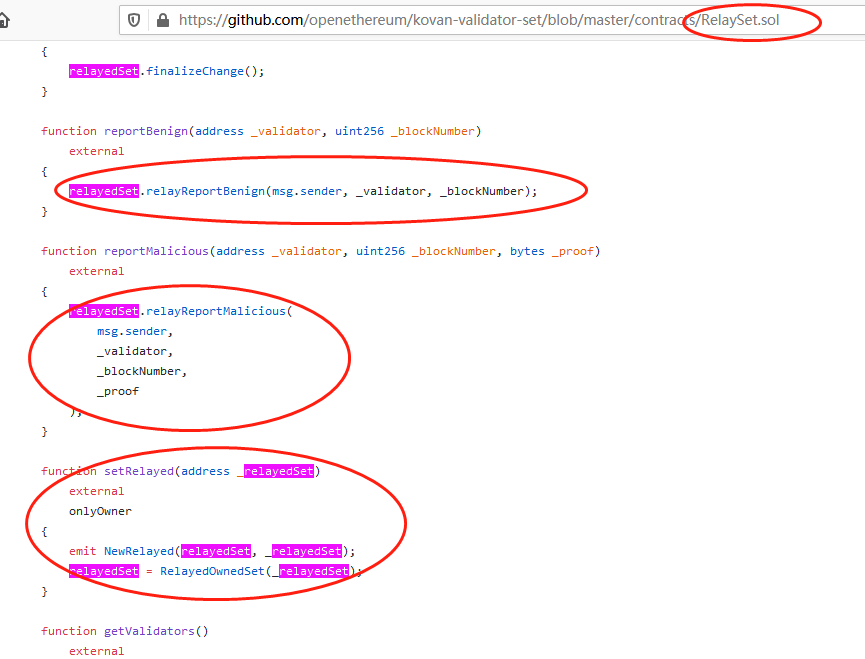 https://github.com/openethereum/kovan-validator-set/blob/master/contracts/RelaySet.sol
{
relayedSet.finalizeChange();
}
function reportBenign(address _validator, uint256 _blockNumber)
external
{
relayedSet.relayReportBenign(msg.sender, _validator, _blockNumber);
}
function reportMalicious(address _validator, uint256 _blockNumber, bytes _proof)
external
{
relayedSet.relayReportMalicious(
msg.sender,
_validator,
_blockNumber,
_proof
);
}
function setRelayed(address _relayedSet)
external
onlyOwner
{
emit NewRelayed(relayedSet, _relayedSet);
relayedSet = RelayedOwnedSet(_relayedSet);
}
function getValidators()
external